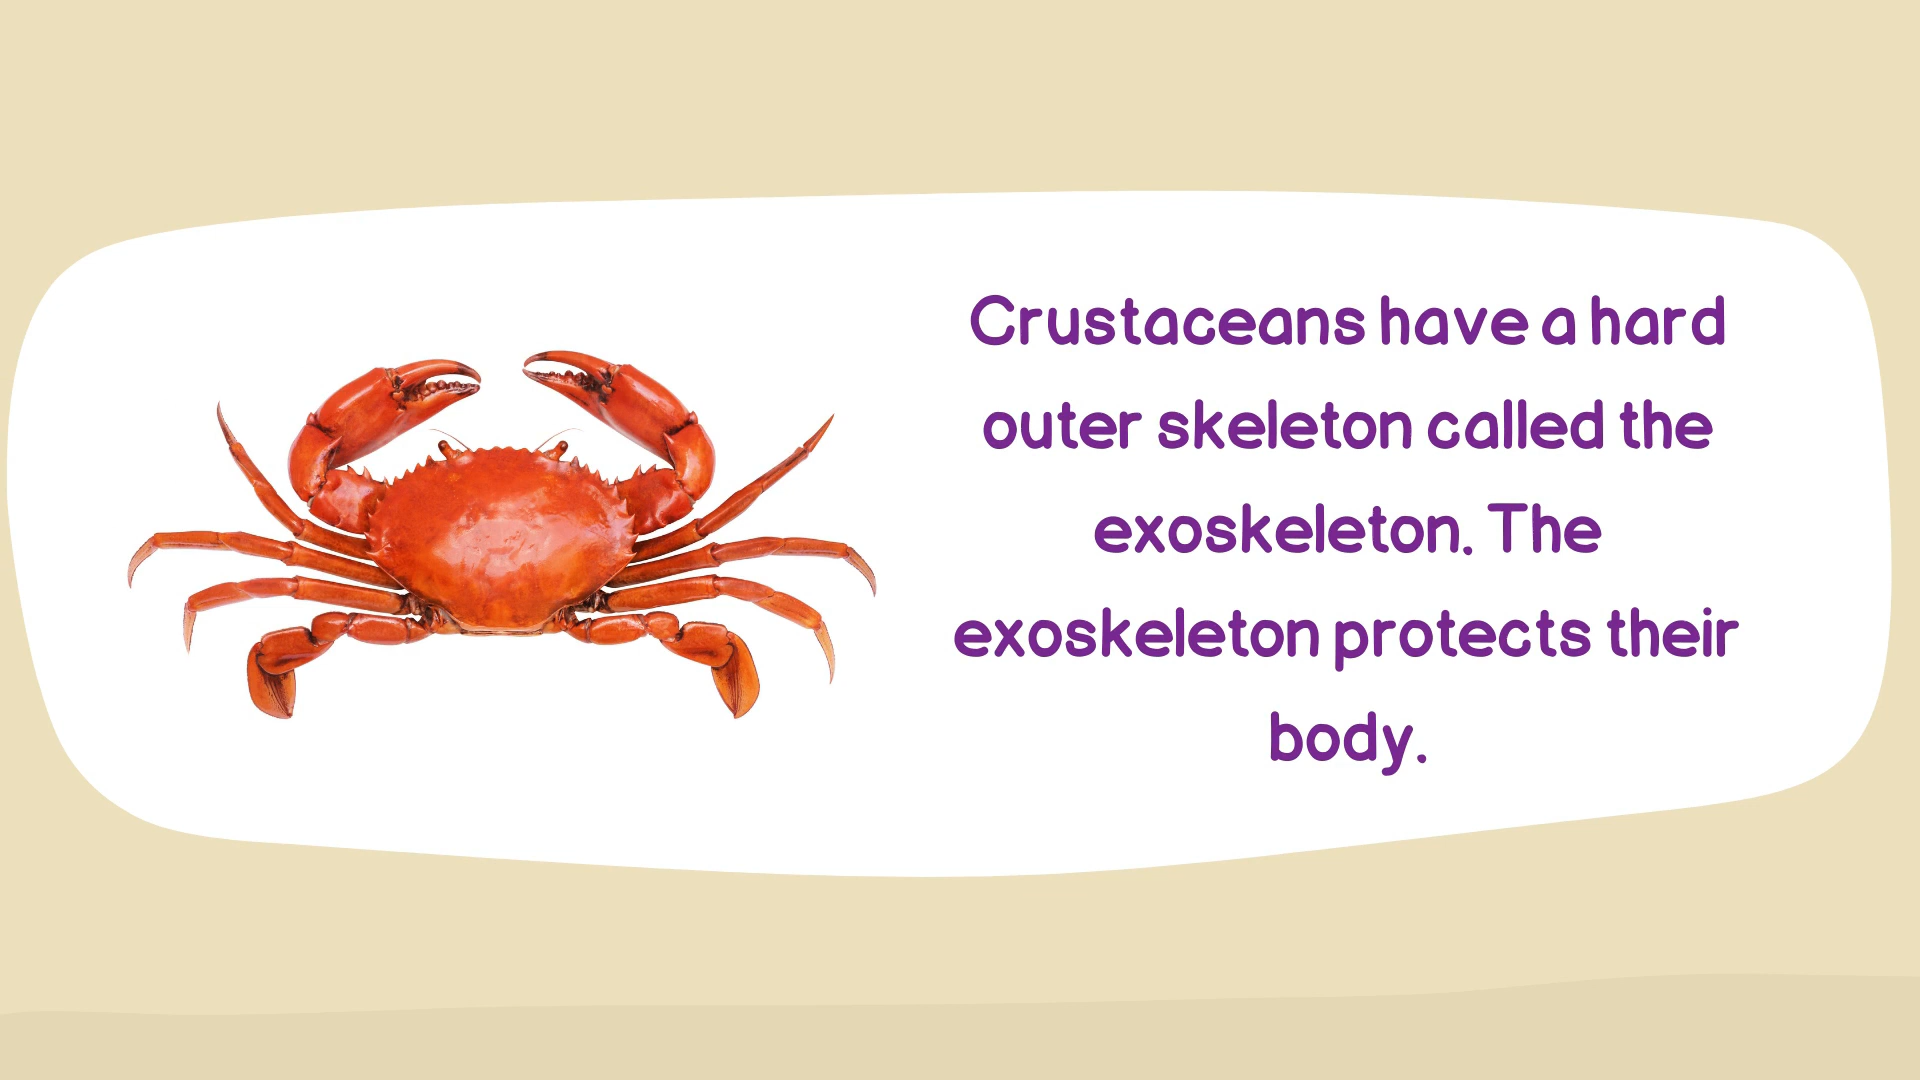 Crustaceans have a hard
outer skeleton called the
exoskeleton. The
exoskeleton protects their
body.